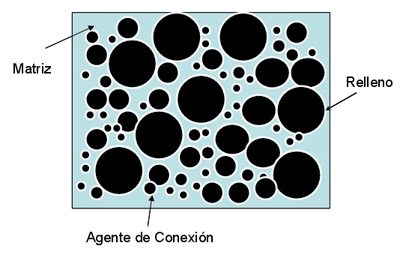 Matriz
Relleno
Agente de Conexión